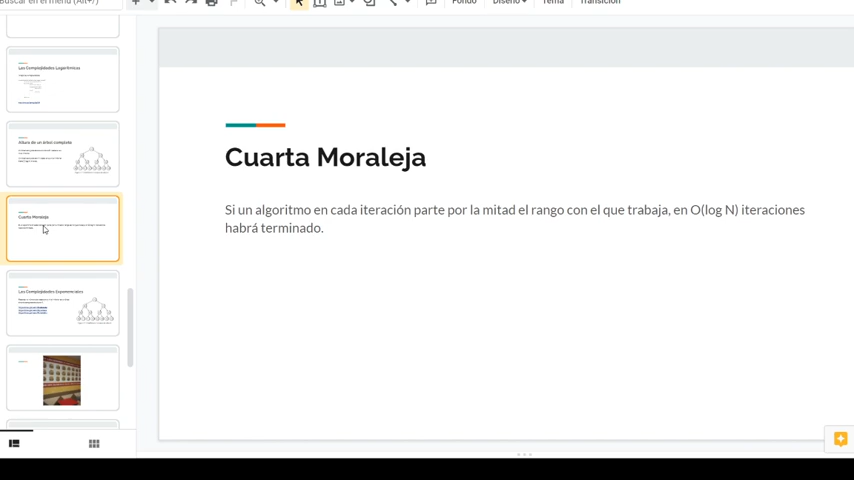 Buscar en el menú (Alt+/)
Fondo
Diseño
Tema
Transición
Las Complejidades Logarítmicas
Altura de un árbol completo
Cuarta Moraleja
Las Complejidades Exponenciales
Cuarta Moraleja
Si un algoritmo en cada iteración parte por la mitad el rango con el que trabaja, en O(log N) iteraciones
habrá terminado.